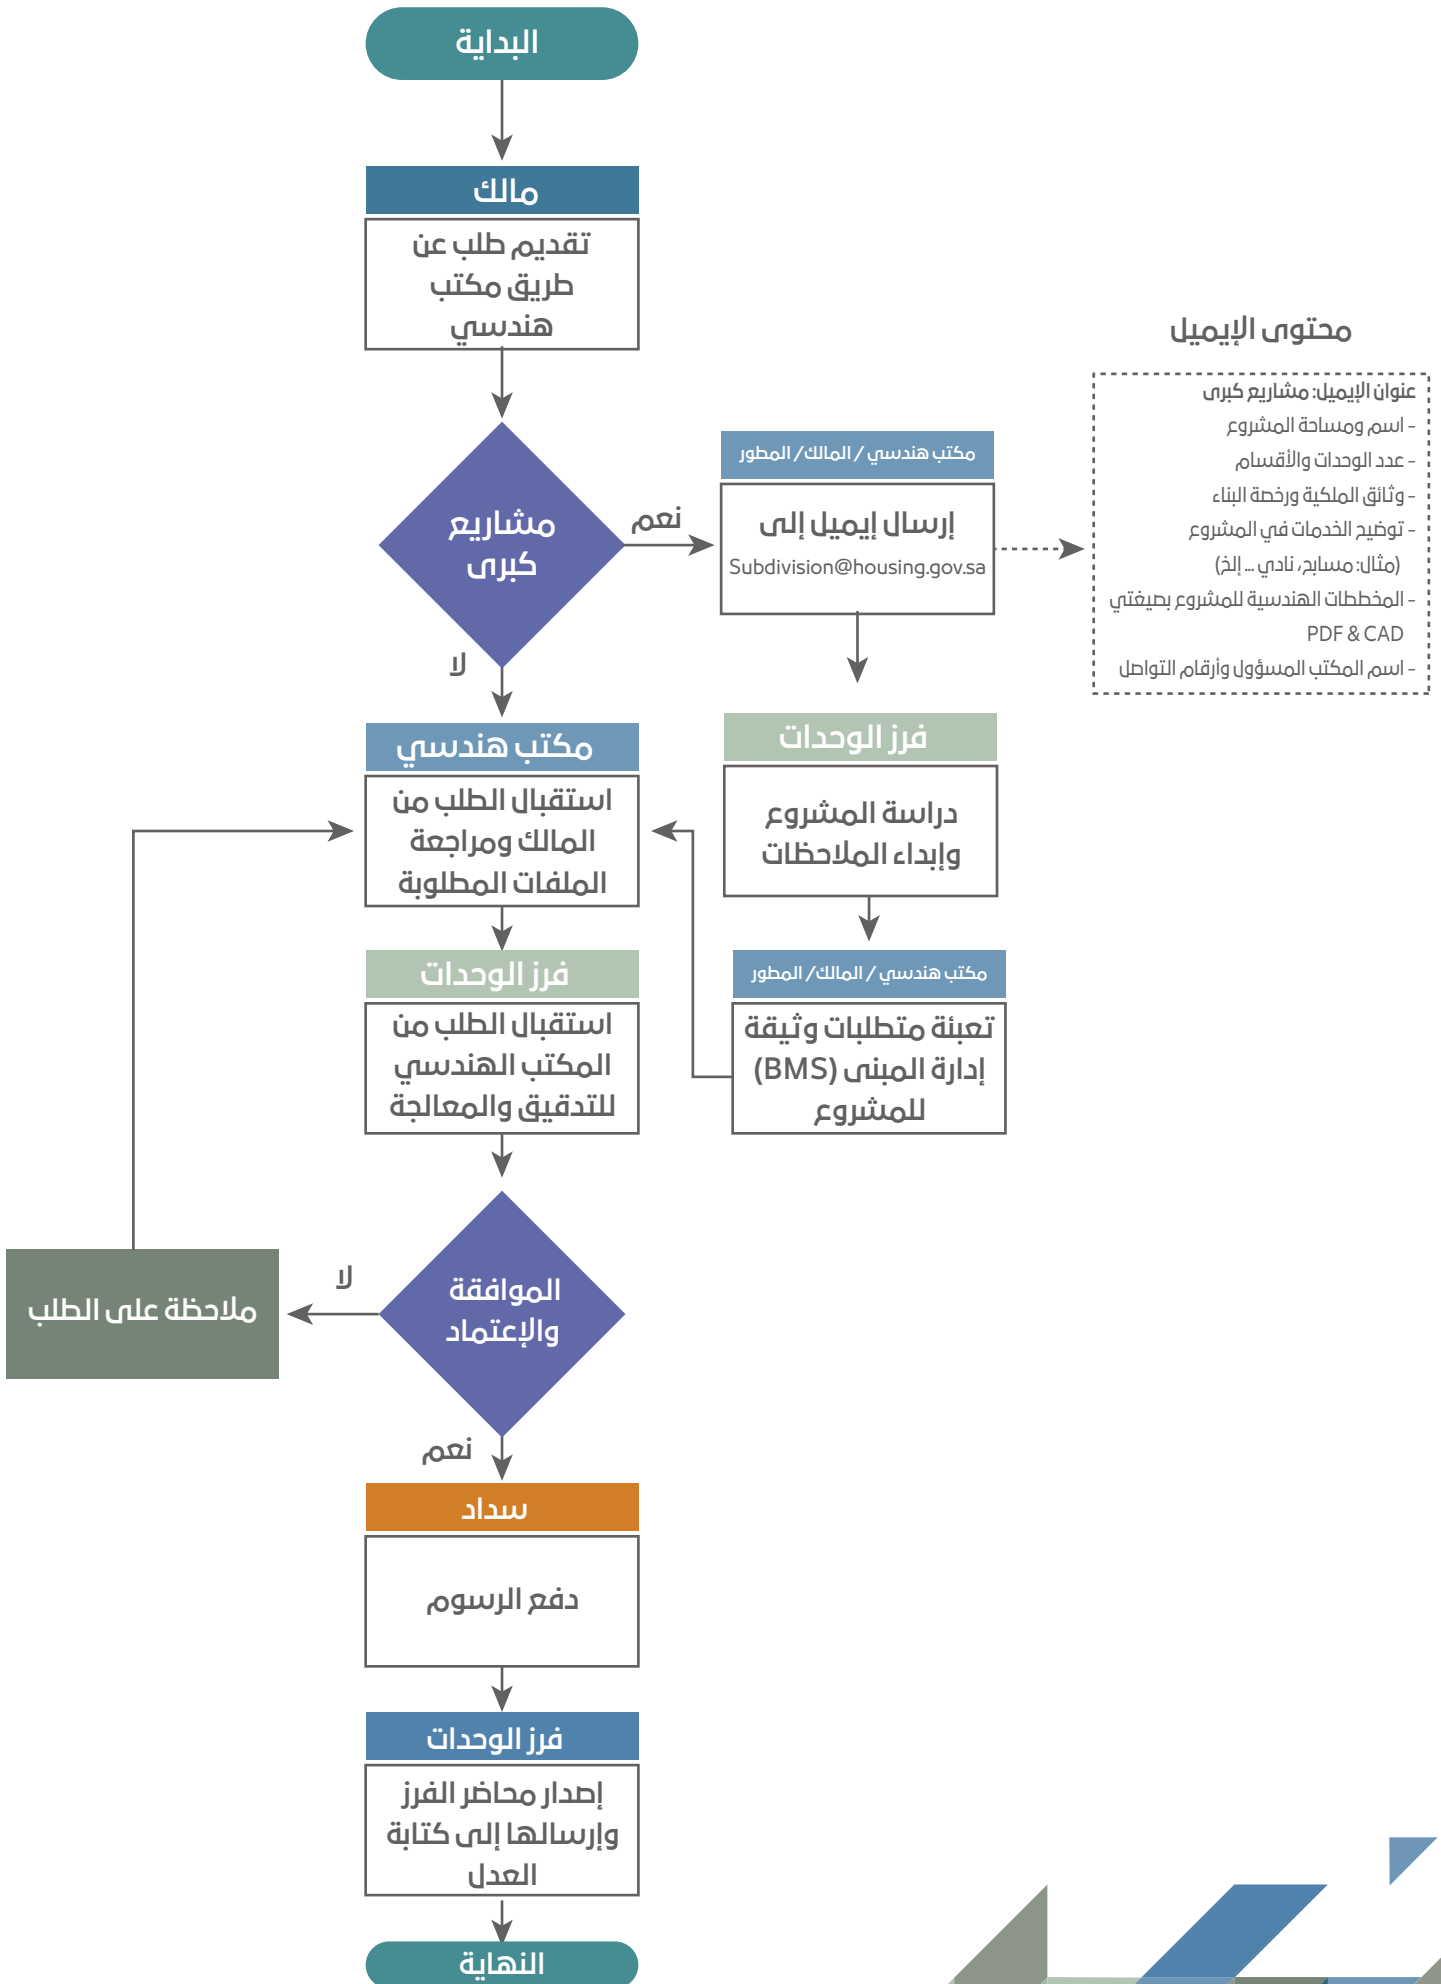 البداية
مالك
تقديم طلب عن
طريق مكتب
هندسي
مشاريع
كبرى
نعم
لا
مكتب هندسي / المالك/ المطور
إرسال إيميل إلى
Subdivision@housing.gov.sa
محتوى الإيميل
عنوان الإيميل: مشاريع كبرى
- اسم ومساحة المشروع
- عدد الوحدات والأقسام
- وثائق الملكية ورخصة البناء
- توضيح الخدمات في المشروع
(مثال: مسابح، نادي ... إلخ)
- المخططات الهندسية للمشروع بصيغتي
PDF & CAD
- اسم المكتب المسؤول وأرقام التواصل
فرز الوحدات
دراسة المشروع
وإبداء الملاحظات
مكتب هندسي / المالك/ المطور
تعبئة متطلبات وثيقة
إدارة المبنى (BMS)
للمشروع
مكتب هندسي
استقبال الطلب من
المالك ومراجعة
الملفات المطلوبة
فرز الوحدات
استقبال الطلب من
المكتب الهندسي
للتدقيق والمعالجة
الموافقة
والإعتماد
لا
ملاحظة على الطلب
نعم
سداد
دفع الرسوم
فرز الوحدات
إصدار محاضر الفرز
وإرسالها إلى كتابة
العدل
النهاية